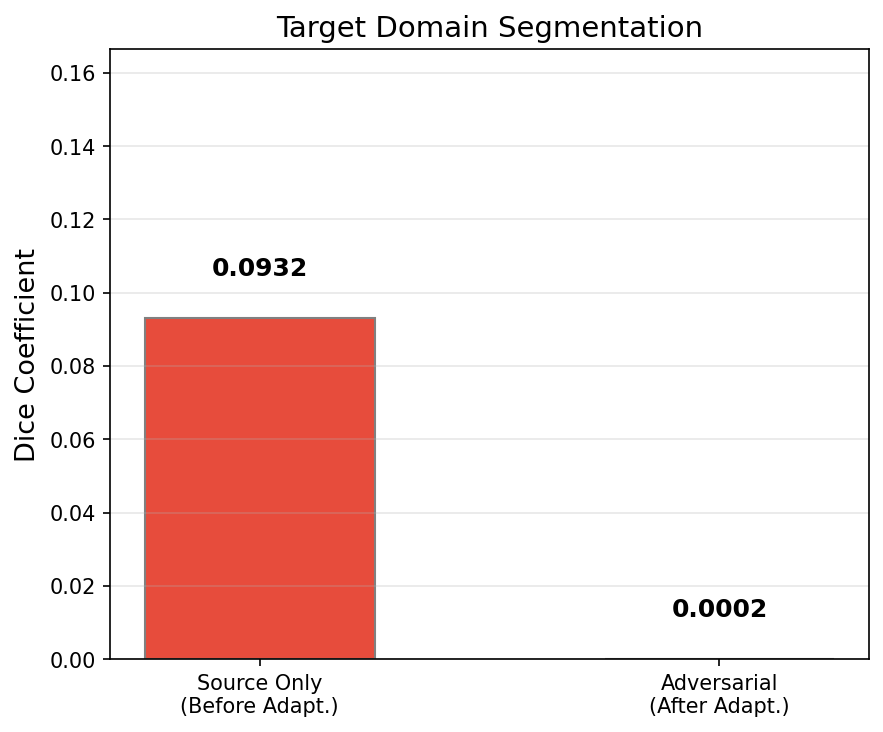 Target Domain Segmentation
Dice Coefficient
0.16
0.14
0.12
0.10
0.08
0.06
0.04
0.02
0.00
0.0932
0.0002
Source Only
(Before Adapt.)
Adversarial
(After Adapt.)